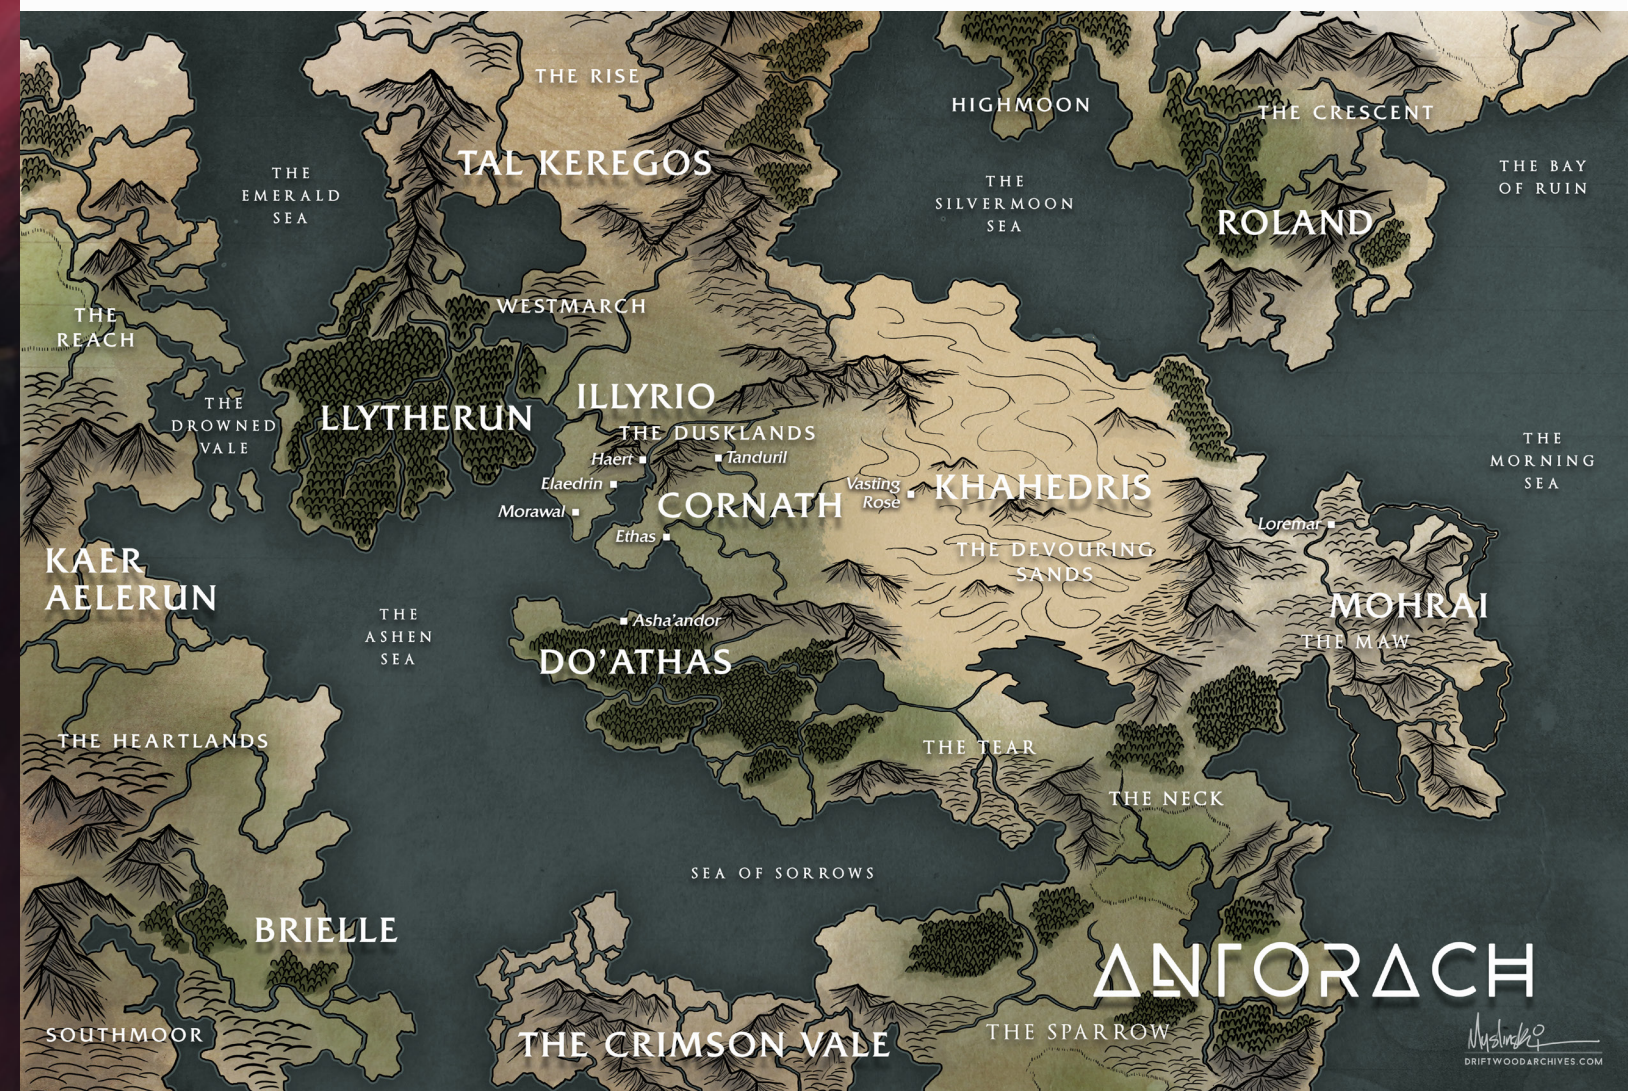 THE RISE
HIGHMOON
THE CRESCENT
TAL KEREGOS
THE
EMERALD
SEA
THE
SILVERMOON
SEA
THE BAY
OF RUIN
ROLAND
THE
REACH
WESTMARCH
ILLYRIO
THE
DROWNED
VALE
LLYTHERUN
THE DUSKLANDS
Haert
Tanduril
Elaedrin
Morawal
CORNATH
Vasting
Rose
KHAHEDRIS
THE
MORNING
SEA
Ethas
Loremar
THE DEVOURING
SANDS
KAER
AELERUN
THE
ASHEN
SEA
Asha'andor
DO'ATHAS
MOHRAI
THE MAW
THE HEARTLANDS
THE TEAR
THE NECK
SEA OF SORROWS
BRIELLE
ANTORACH
SOUTHMOOR
THE CRIMSON VALE
THE SPARROW
Myslinski
DRIFTWOODARCHIVES.COM